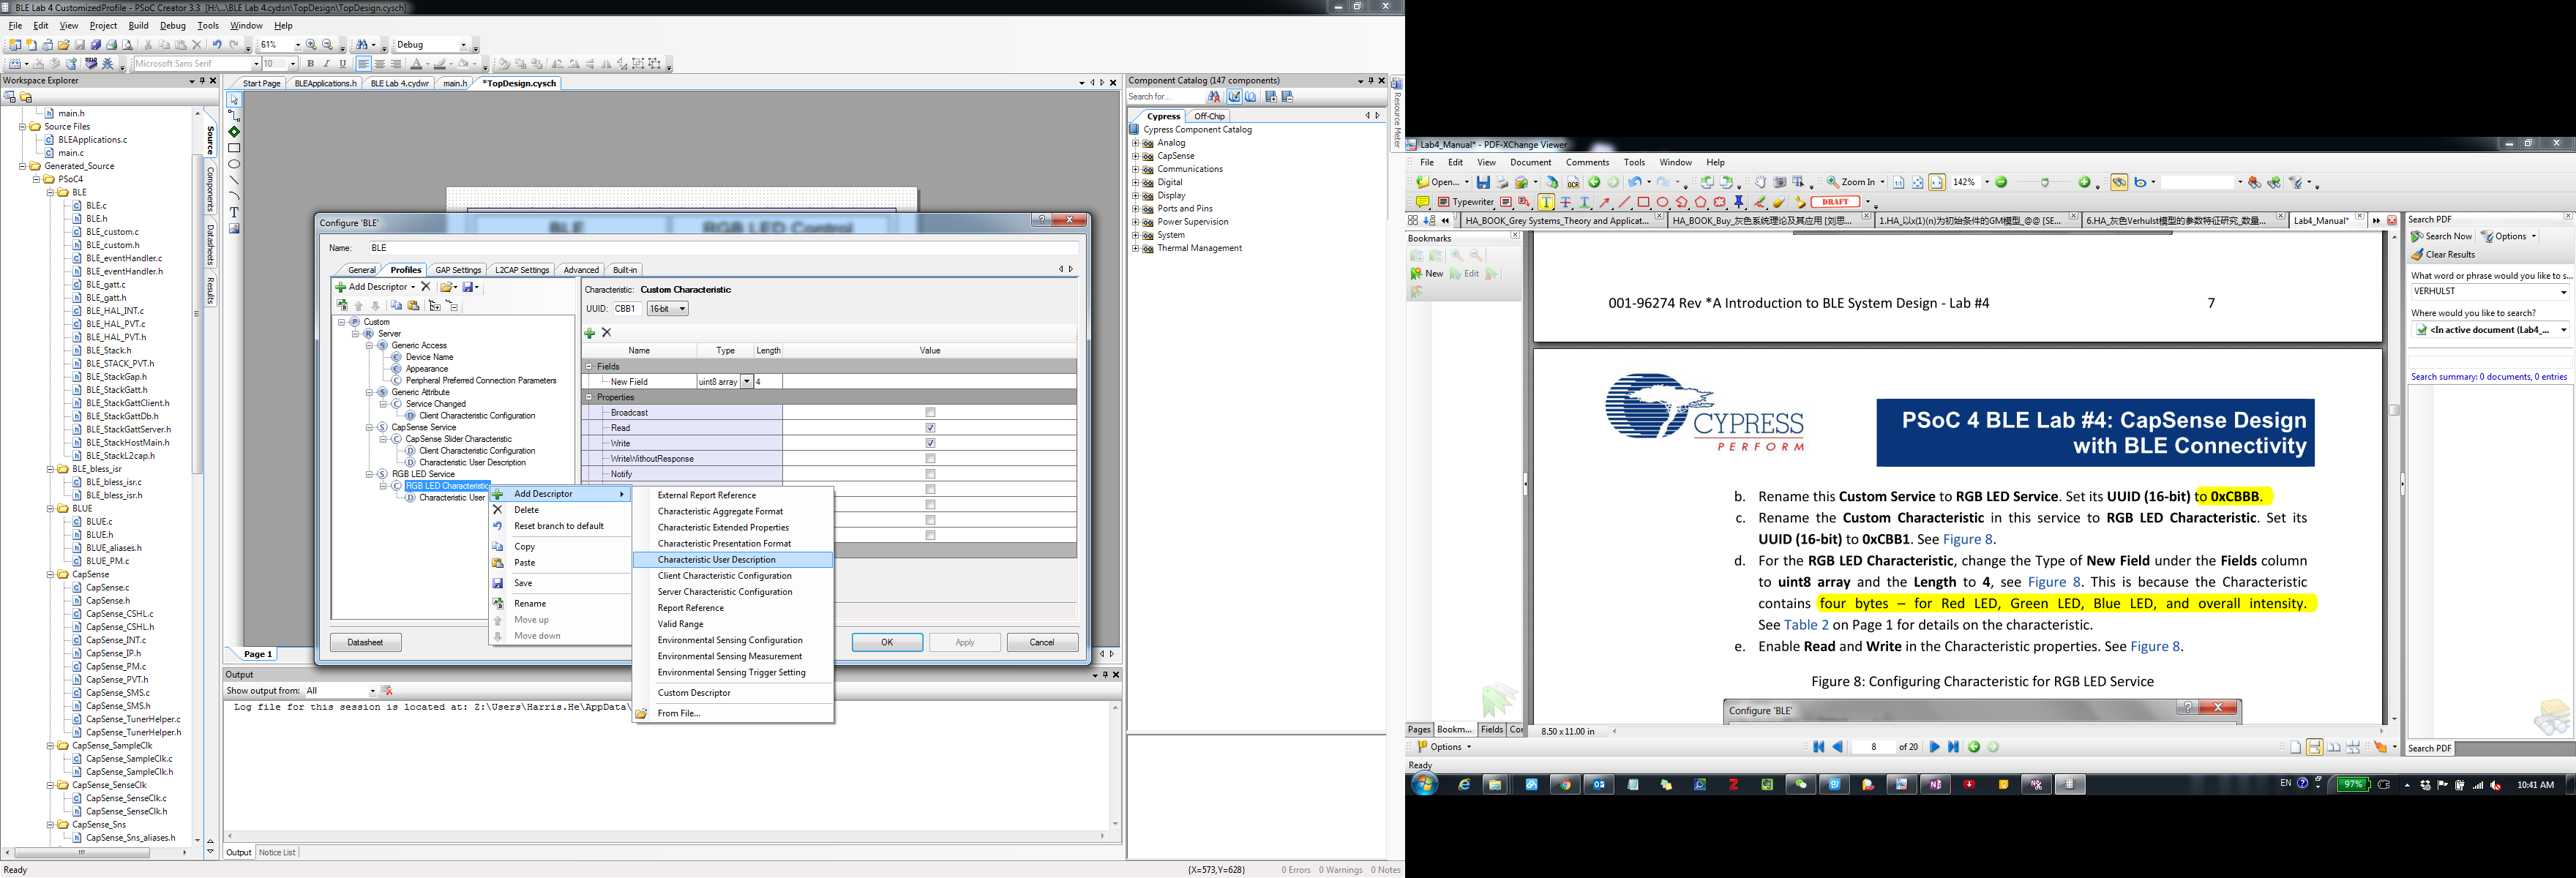 BLE Lab 4 CustomizedProfile - PSoC Creator 3.3 [H:\...\BLE Lab 4.cydsn\TopDesign\TopDesign.cysch]
File Edit View Project Build Debug Tools Window Help
61% Debug
Microsoft Sans Serif 10 B I U
Workspace Explorer
main.h
Source Files
BLEApplications.c
main.c
Generated_Source
PSoC4
BLE
BLE.c
BLE.h
BLE_custom.c
BLE_custom.h
BLE_eventHandler.c
BLE_eventHandler.h
BLE_gatt.c
BLE_gatt.h
BLE_HAL_INT.c
BLE_HAL_PVT.c
BLE_HAL_PVT.h
BLE_Stack.h
BLE_STACK_PVT.h
BLE_StackGap.h
BLE_StackGatt.h
BLE_StackGattClient.h
BLE_StackGattDb.h
BLE_StackGattServer.h
BLE_StackHostMain.h
BLE_StackL2cap.h
BLE_bless_isr
BLE_bless_isr.c
BLE_bless_isr.h
BLUE
BLUE.c
BLUE.h
BLUE_aliases.h
BLUE_PM.c
CapSense
CapSense.c
CapSense.h
CapSense_CSHL.c
CapSense_CSHL.h
CapSense_INT.c
CapSense_IP.h
CapSense_PM.c
CapSense_PVT.h
CapSense_SMS.c
CapSense_SMS.h
CapSense_TunerHelper.c
CapSense_TunerHelper.h
CapSense_SampleClk
CapSense_SampleClk.c
CapSense_SampleClk.h
CapSense_SenseClk
CapSense_SenseClk.c
CapSense_SenseClk.h
CapSense_Sns
CapSense_Sns_aliases.h
Source
Components
Datasheets
Results
Ready
Start Page BLEApplications.h BLE Lab 4.cydwr main.h *TopDesign.cysch
BLE RGB LED Control
Configure 'BLE'
Name: BLE
General Profiles GAP Settings L2CAP Settings Advanced Built-in
Add Descriptor
Custom
Server
Generic Access
Device Name
Appearance
Peripheral Preferred Connection Parameters
Generic Attribute
Service Changed
Client Characteristic Configuration
CapSense Service
CapSense Slider Characteristic
Client Characteristic Configuration
Characteristic User Description
RGB LED Service
RGB LED Characteristic
Characteristic User
Characteristic: Custom Characteristic
UUID: CBB1 16-bit
Name Type Length Value
Fields
New Field uint8 array 4
Properties
Broadcast
Read
Write
WriteWithoutResponse
Notify
Add Descriptor
Delete
Reset branch to default
Copy
Paste
Save
Rename
Move up
Move down
External Report Reference
Characteristic Aggregate Format
Characteristic Extended Properties
Characteristic Presentation Format
Characteristic User Description
Client Characteristic Configuration
Server Characteristic Configuration
Report Reference
Valid Range
Environmental Sensing Configuration
Environmental Sensing Measurement
Environmental Sensing Trigger Setting
Custom Descriptor
From File...
Datasheet OK Apply Cancel
Page 1
Output
Show output from: All
Log file for this session is located at: Z:\Users\Harris.He\AppData\
Output Notice List
{X=573,Y=628} 0 Errors 0 Warnings 0 Notes
Component Catalog (147 components)
Search for...
Cypress Off-Chip
Cypress Component Catalog
Analog
CapSense
Communications
Digital
Display
Ports and Pins
Power Supervision
System
Thermal Management
Resource Meter
Lab4_Manual* - PDF-XChange Viewer
File Edit View Document Comments Tools Window Help
Open... OCR Zoom In 142%
Typewriter DRAFT
HA_BOOK_Grey Systems_Theory and Applicat... HA_BOOK_Buy_灰色系统理论及其应用 [刘思... 1.HA_以x(1)(n)为初始条件的GM模型_@@ [SE... 6.HA_灰色Verhulst模型的参数特征研究_数量... Lab4_Manual*
Bookmarks
New Edit
001-96274 Rev *A Introduction to BLE System Design - Lab #4 7
CYPRESS
PERFORM
PSoC 4 BLE Lab #4: CapSense Design
with BLE Connectivity
b. Rename this Custom Service to RGB LED Service. Set its UUID (16-bit) to 0xCBBB.
c. Rename the Custom Characteristic in this service to RGB LED Characteristic. Set its
UUID (16-bit) to 0xCBB1. See Figure 8.
d. For the RGB LED Characteristic, change the Type of New Field under the Fields column
to uint8 array and the Length to 4, see Figure 8. This is because the Characteristic
contains four bytes – for Red LED, Green LED, Blue LED, and overall intensity.
See Table 2 on Page 1 for details on the characteristic.
e. Enable Read and Write in the Characteristic properties. See Figure 8.
Figure 8: Configuring Characteristic for RGB LED Service
Configure 'BLE'
Search PDF
Search Now Options
Clear Results
What word or phrase would you like to s...
VERHULST
Where would you like to search?
<In active document (Lab4_...
Search summary: 0 documents, 0 entries
Pages Bookm... Fields Co
8.50 x 11.00 in
Options 8 of 20 Search PDF
Ready
EN 97% 10:41 AM